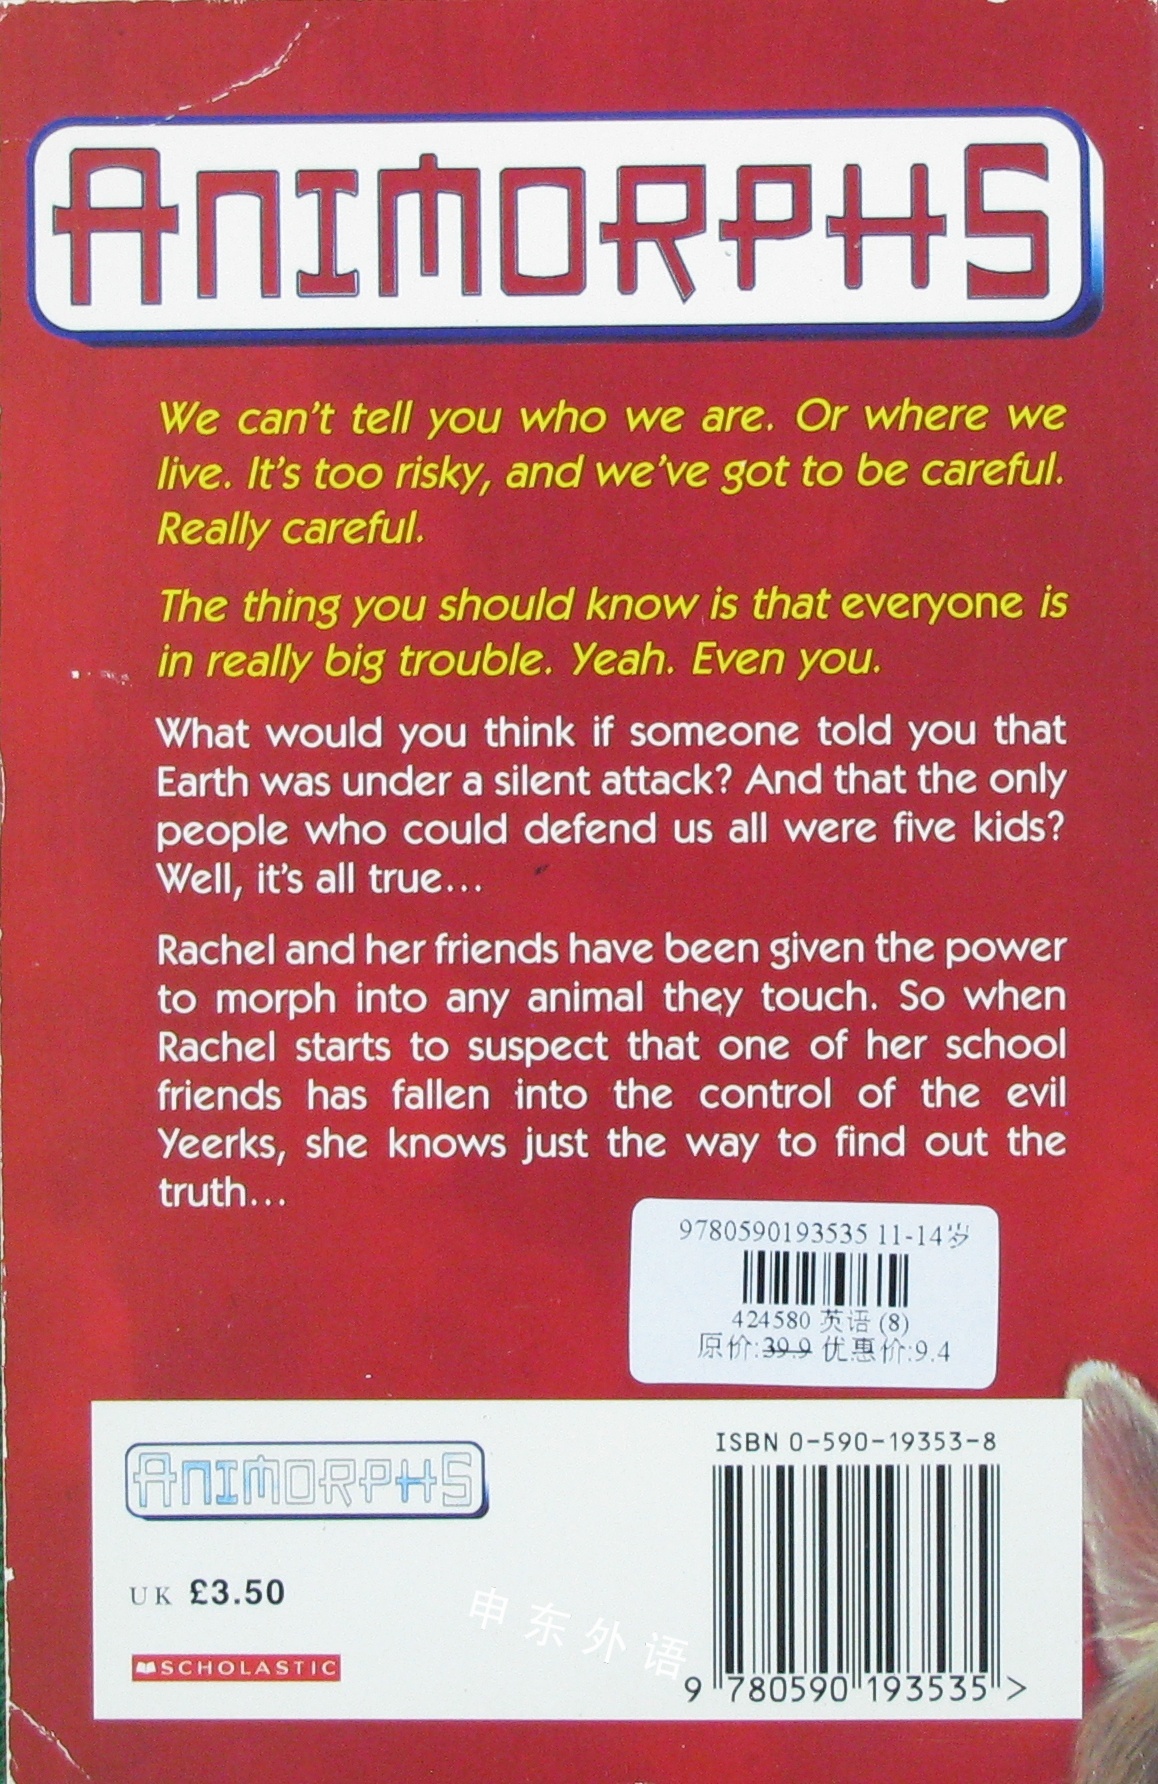 ANIMORPHS
We can't tell you who we are. Or where we
live. It's too risky, and we've got to be careful.
Really careful.
The thing you should know is that everyone is
in really big trouble. Yeah. Even you.
What would you think if someone told you that
Earth was under a silent attack? And that the only
people who could defend us all were five kids?
Well, it's all true...
Rachel and her friends have been given the power
to morph into any animal they touch. So when
Rachel starts to suspect that one of her school
friends has fallen into the control of the evil
Yeerks, she knows just the way to find out the
truth...
9780590193535 11-14岁
424580 英语 (8)
原价:39.9 优惠价:9.4
ANIMORPHS
ISBN 0-590-19353-8
UK £3.50
申东外语
SCHOLASTIC
9 780590 193535 >